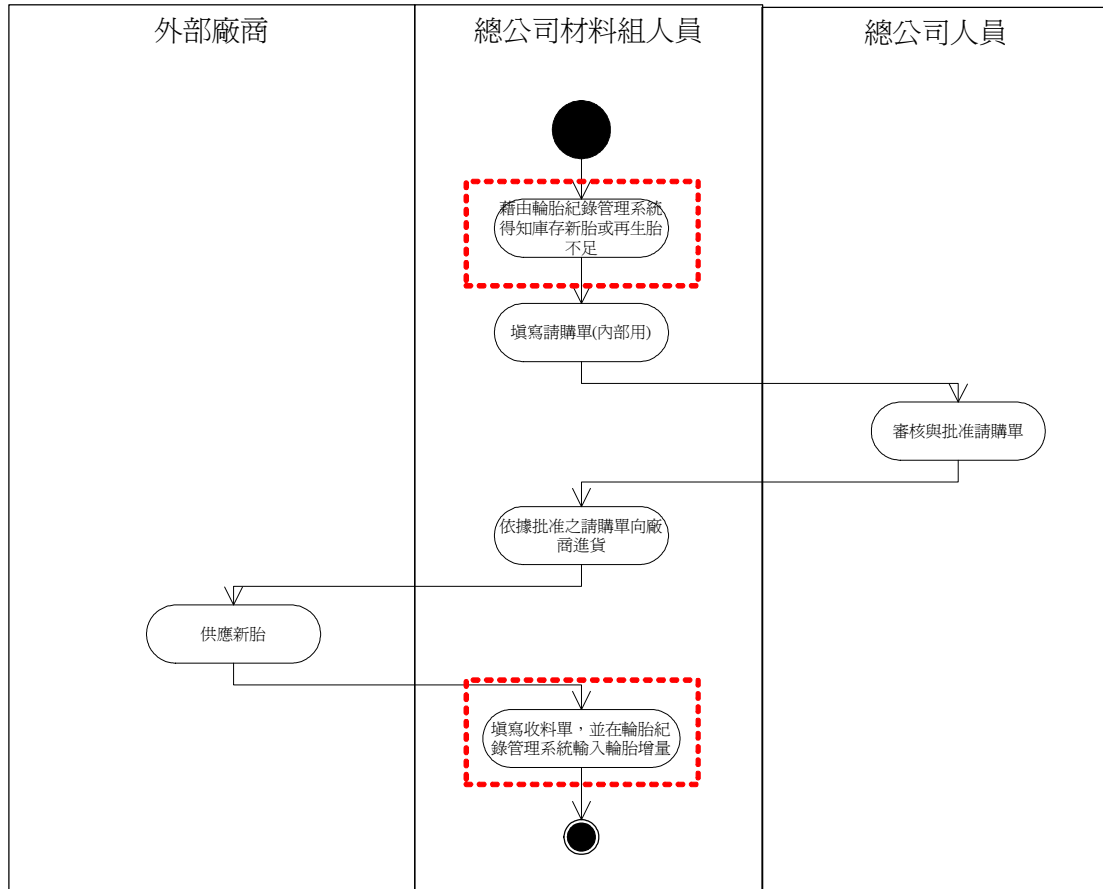 外部廠商
總公司材料組人員
總公司人員
藉由輪胎紀錄管理系統
得知庫存新胎或再生胎
不足
填寫請購單(內部用)
審核與批准請購單
依據批准之請購單向廠
商進貨
供應新胎
填寫收料單，並在輪胎紀
錄管理系統輸入輪胎增量